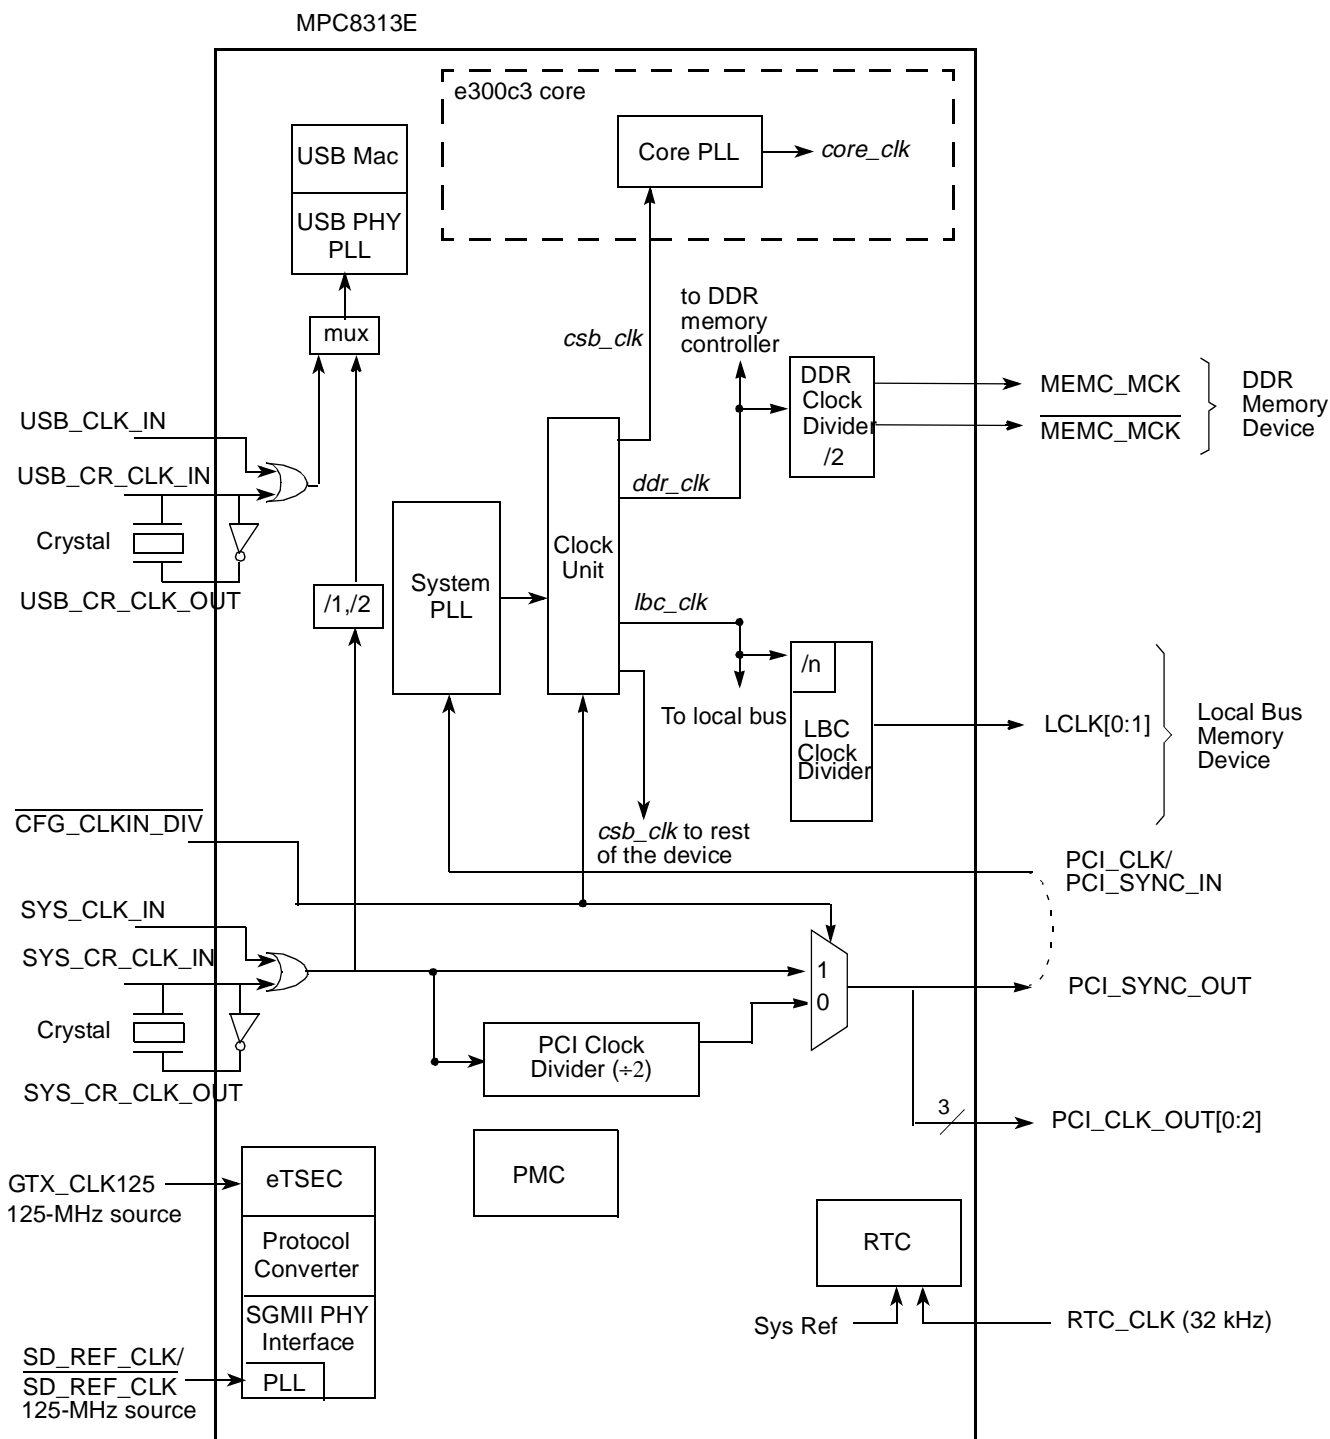 MPC8313E
e300c3 core
USB Mac
Core PLL
core_clk
USB PHY
PLL
to DDR
memory
controller
mux
csb_clk
DDR
Clock
Divider
/2
MEMC_MCK
MEMC_MCK
DDR
Memory
Device
USB_CLK_IN
USB_CR_CLK_IN
Crystal
USB_CR_CLK_OUT
ddr_clk
Clock
Unit
System
PLL
/1,/2
lbc_clk
/n
To local bus
LBC
Clock
Divider
LCLK[0:1]
Local Bus
Memory
Device
CFG_CLKIN_DIV
csb_clk to rest
of the device
PCI_CLK/
PCI_SYNC_IN
SYS_CLK_IN
SYS_CR_CLK_IN
1
0
PCI_SYNC_OUT
Crystal
PCI Clock
Divider (÷2)
SYS_CR_CLK_OUT
3
PCI_CLK_OUT[0:2]
GTX_CLK125
125-MHz source
eTSEC
PMC
Protocol
Converter
RTC
SGMII PHY
Interface
Sys Ref
RTC_CLK (32 kHz)
SD_REF_CLK/
SD_REF_CLK
125-MHz source
PLL